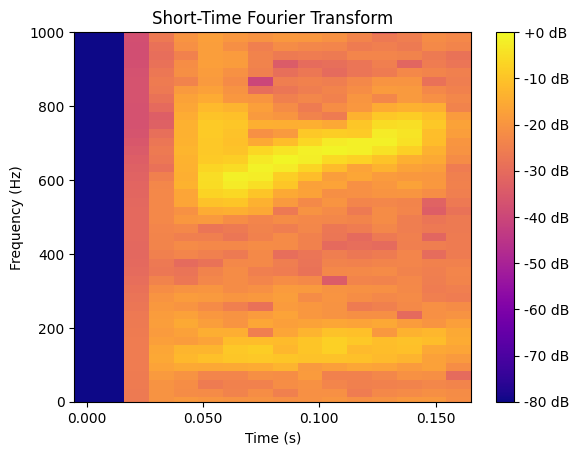 Short-Time Fourier Transform
1000
800
600
400
200
0
Frequency (Hz)
0.000
0.050
0.100
0.150
Time (s)
+0 dB
-10 dB
-20 dB
-30 dB
-40 dB
-50 dB
-60 dB
-70 dB
-80 dB